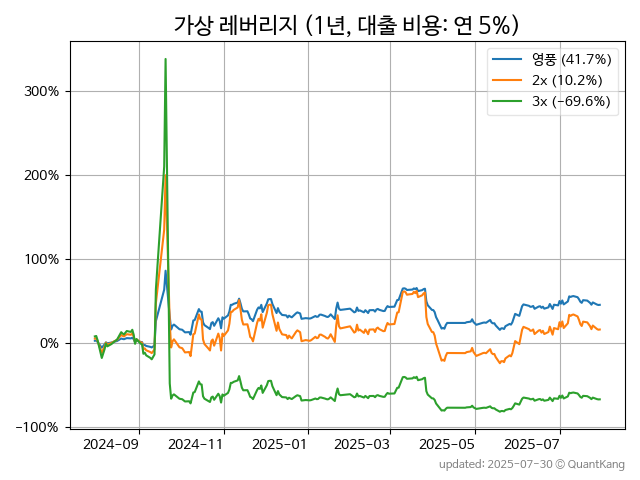 가상 레버리지 (1년, 대출 비용: 연 5%)
영풍 (41.7%)
2x (10.2%)
3x (-69.6%)
300%
200%
100%
0%
-100%
2024-09 2024-11 2025-01 2025-03 2025-05 2025-07
updated: 2025-07-30 © QuantKang